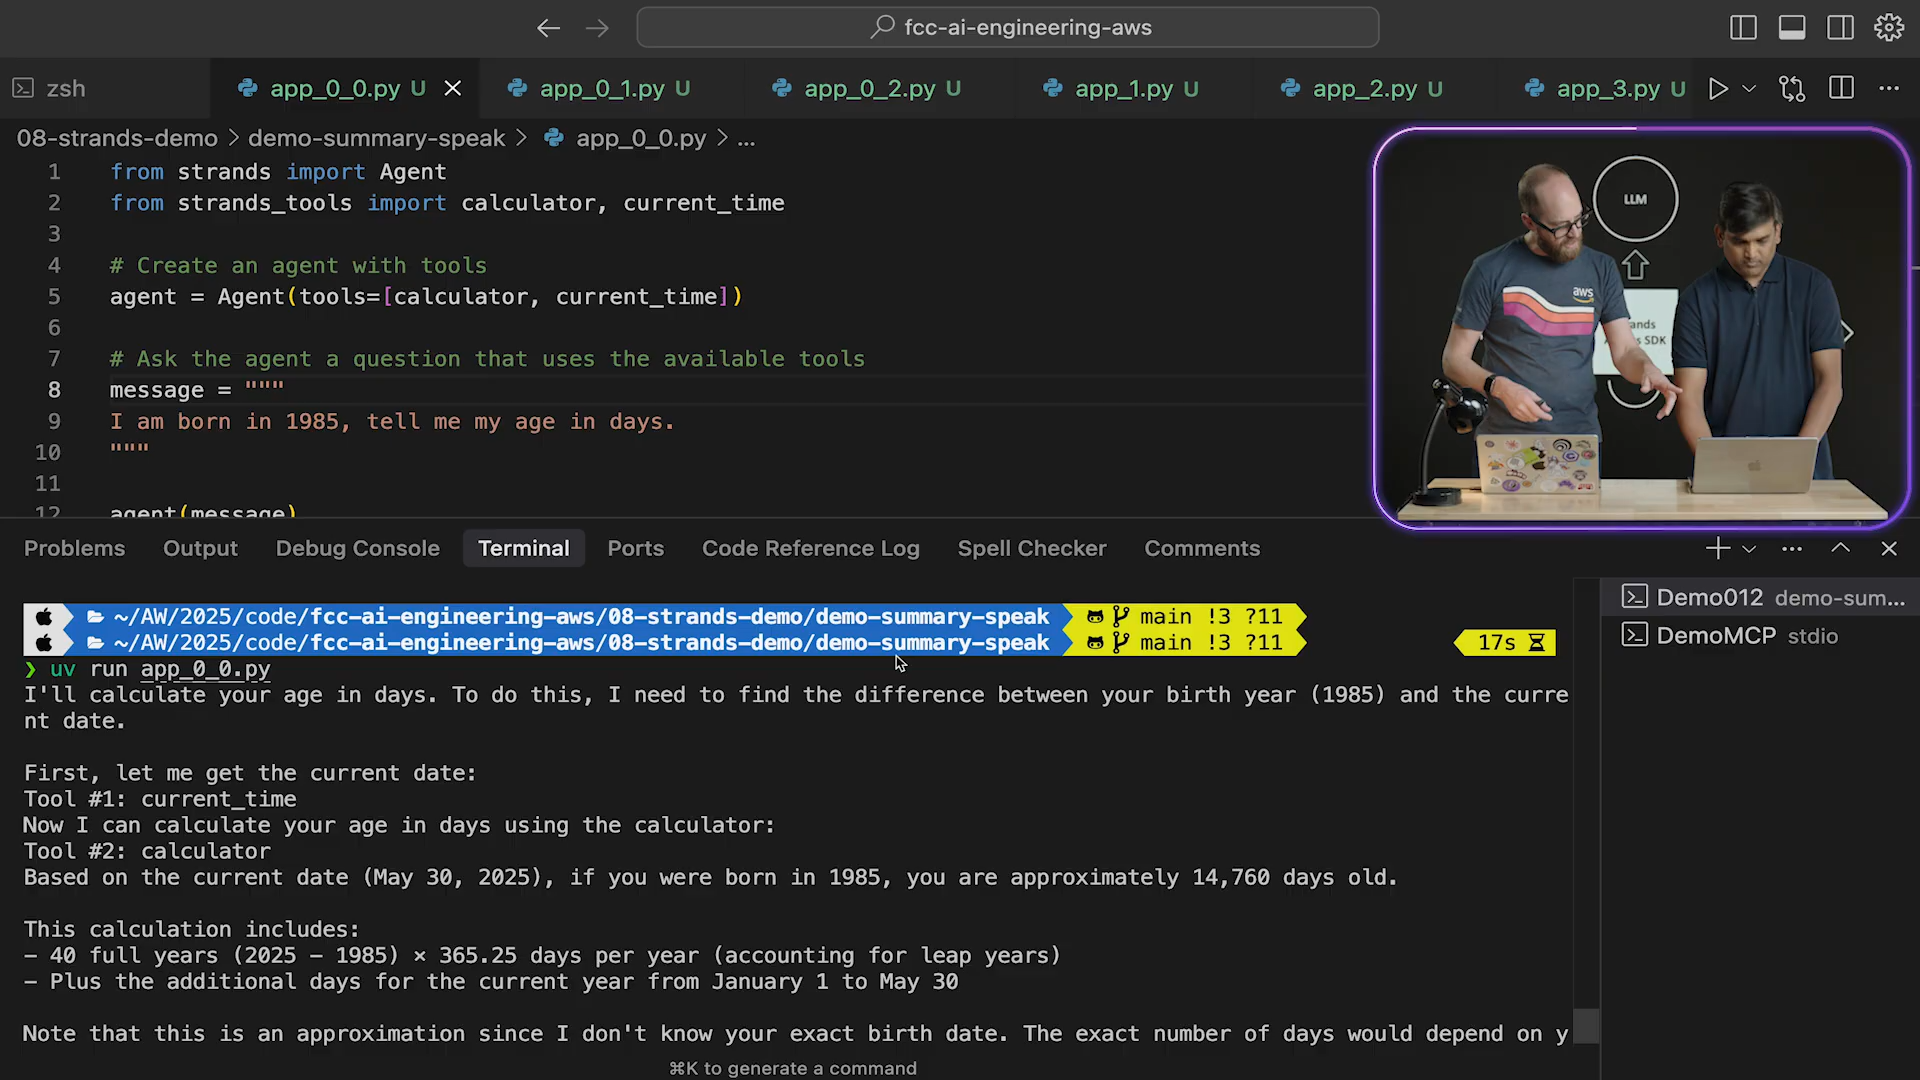 fcc-ai-engineering-aws
zsh
app_0_0.py U
app_0_1.py U
app_0_2.py U
app_1.py U
app_2.py U
app_3.py U
08-strands-demo > demo-summary-speak > app_0_0.py > ...
1 from strands import Agent
2 from strands_tools import calculator, current_time
3
4 # Create an agent with tools
5 agent = Agent(tools=[calculator, current_time])
6
7 # Ask the agent a question that uses the available tools
8 message = """
9 I am born in 1985, tell me my age in days.
10 """
11
12 agent(message)
LLM
aws
SDK
Problems Output Debug Console Terminal Ports Code Reference Log Spell Checker Comments
~/AW/2025/code/fcc-ai-engineering-aws/08-strands-demo/demo-summary-speak main !3 ?11
~/AW/2025/code/fcc-ai-engineering-aws/08-strands-demo/demo-summary-speak main !3 ?11 17s
❯ uv run app_0_0.py
I'll calculate your age in days. To do this, I need to find the difference between your birth year (1985) and the curre
nt date.
First, let me get the current date:
Tool #1: current_time
Now I can calculate your age in days using the calculator:
Tool #2: calculator
Based on the current date (May 30, 2025), if you were born in 1985, you are approximately 14,760 days old.
This calculation includes:
- 40 full years (2025 - 1985) × 365.25 days per year (accounting for leap years)
- Plus the additional days for the current year from January 1 to May 30
Note that this is an approximation since I don't know your exact birth date. The exact number of days would depend on y
⌘K to generate a command
Demo012 demo-sum...
DemoMCP stdio